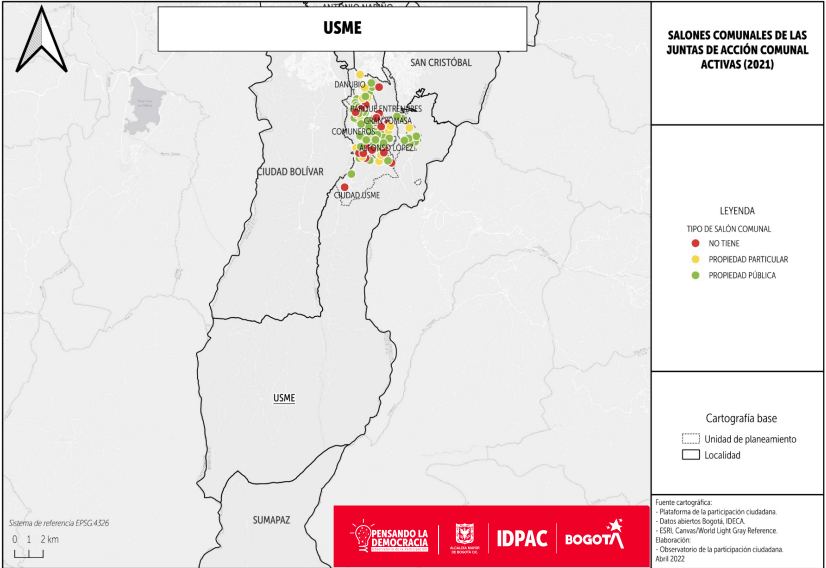 ANTONIO NARIÑO
USME
SAN CRISTÓBAL
DANUBIO
PARQUE ENTRENUBES
GRAN YOMASA
COMUNEROS
ALFONSO LÓPEZ
CIUDAD BOLÍVAR
CIUDAD USME
USME
SUMAPAZ
Sistema de referencia EPSG:4326
0 1 2 km
PENSANDO LA
DEMOCRACIA
ALCALDÍA MAYOR
DE BOGOTÁ D.C.
IDPAC
BOGOTÁ
SALONES COMUNALES DE LAS
JUNTAS DE ACCIÓN COMUNAL
ACTIVAS (2021)
LEYENDA
TIPO DE SALÓN COMUNAL
NO TIENE
PROPIEDAD PARTICULAR
PROPIEDAD PÚBLICA
Cartografía base
Unidad de planeamiento
Localidad
Fuente cartográfica:
- Plataforma de la participación ciudadana.
- Datos abiertos Bogotá, IDECA.
- ESRI, Canvas/World Light Gray Reference.
Elaboración:
- Observatorio de la participación ciudadana.
Abril 2022